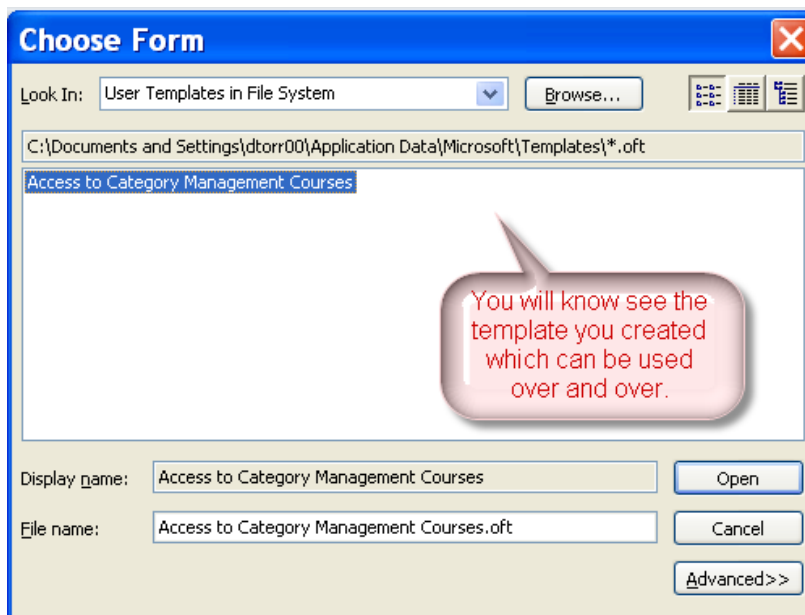 Choose Form
Look In: User Templates in File System Browse...
C:\Documents and Settings\dtorr00\Application Data\Microsoft\Templates\*.oft
Access to Category Management Courses
You will know see the
template you created
which can be used
over and over.
Display name: Access to Category Management Courses Open
File name: Access to Category Management Courses.oft Cancel
Advanced>>